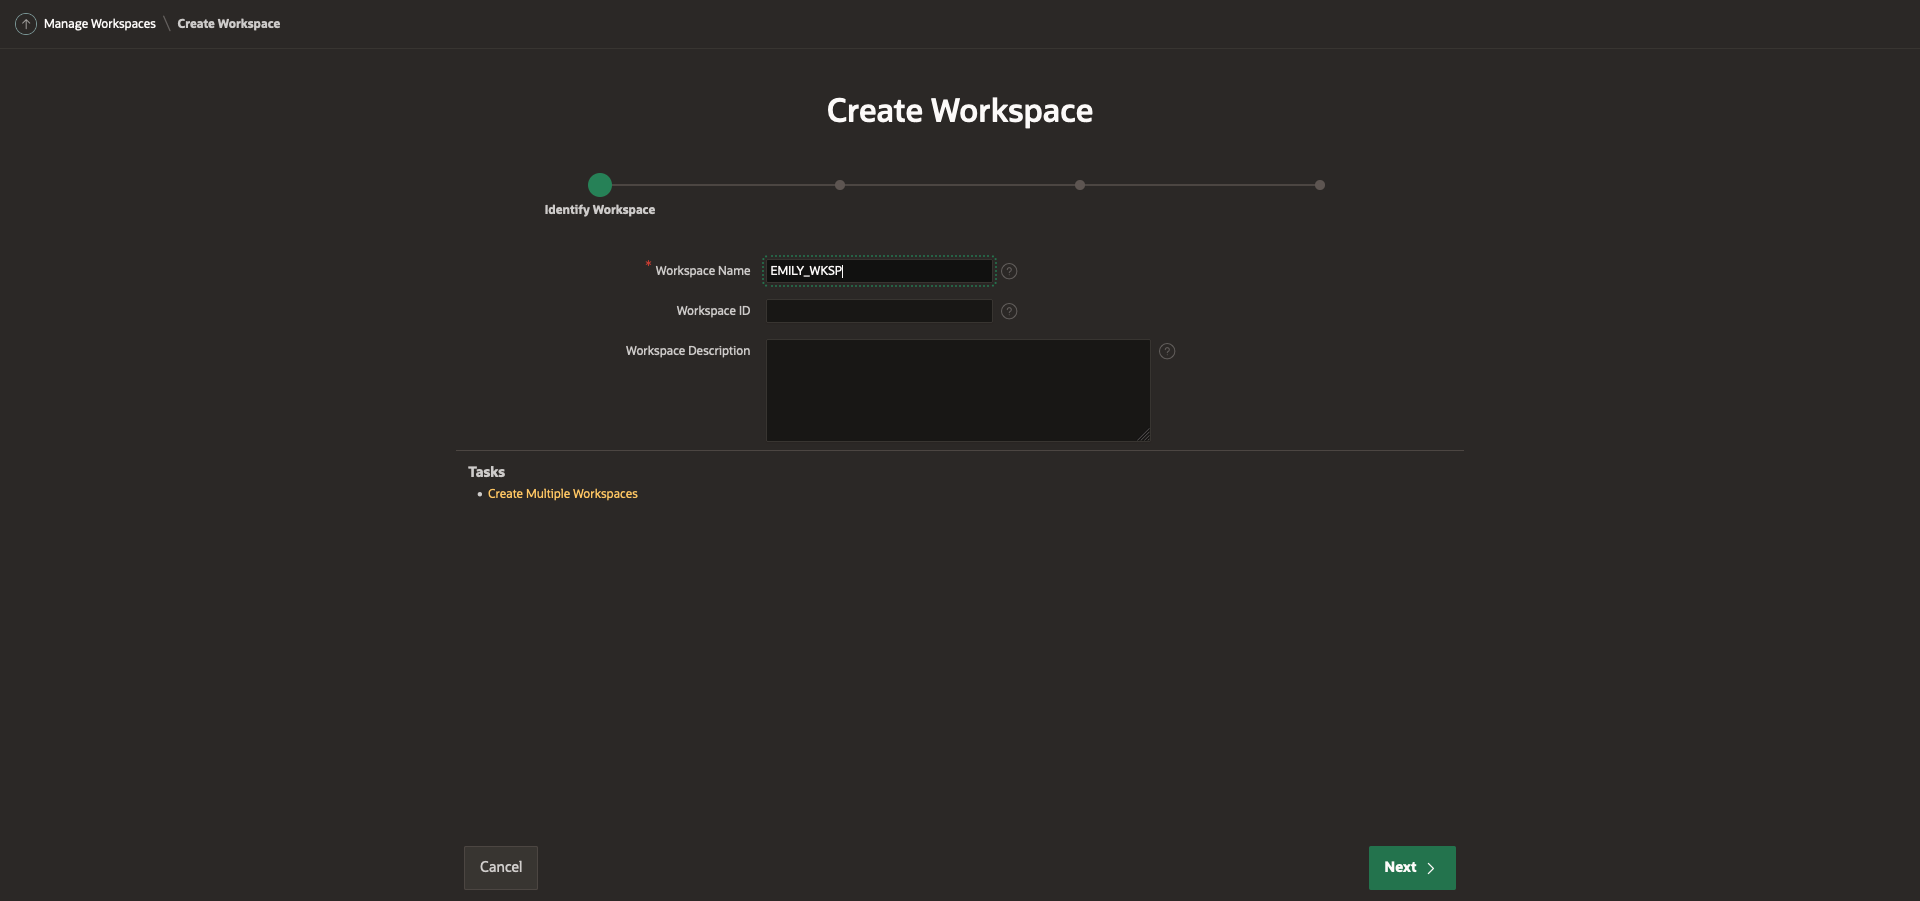 Manage Workspaces \ Create Workspace
Create Workspace
Identify Workspace
* Workspace Name EMILY_WKSP ?
Workspace ID ?
Workspace Description ?
Tasks
• Create Multiple Workspaces
Cancel
Next >